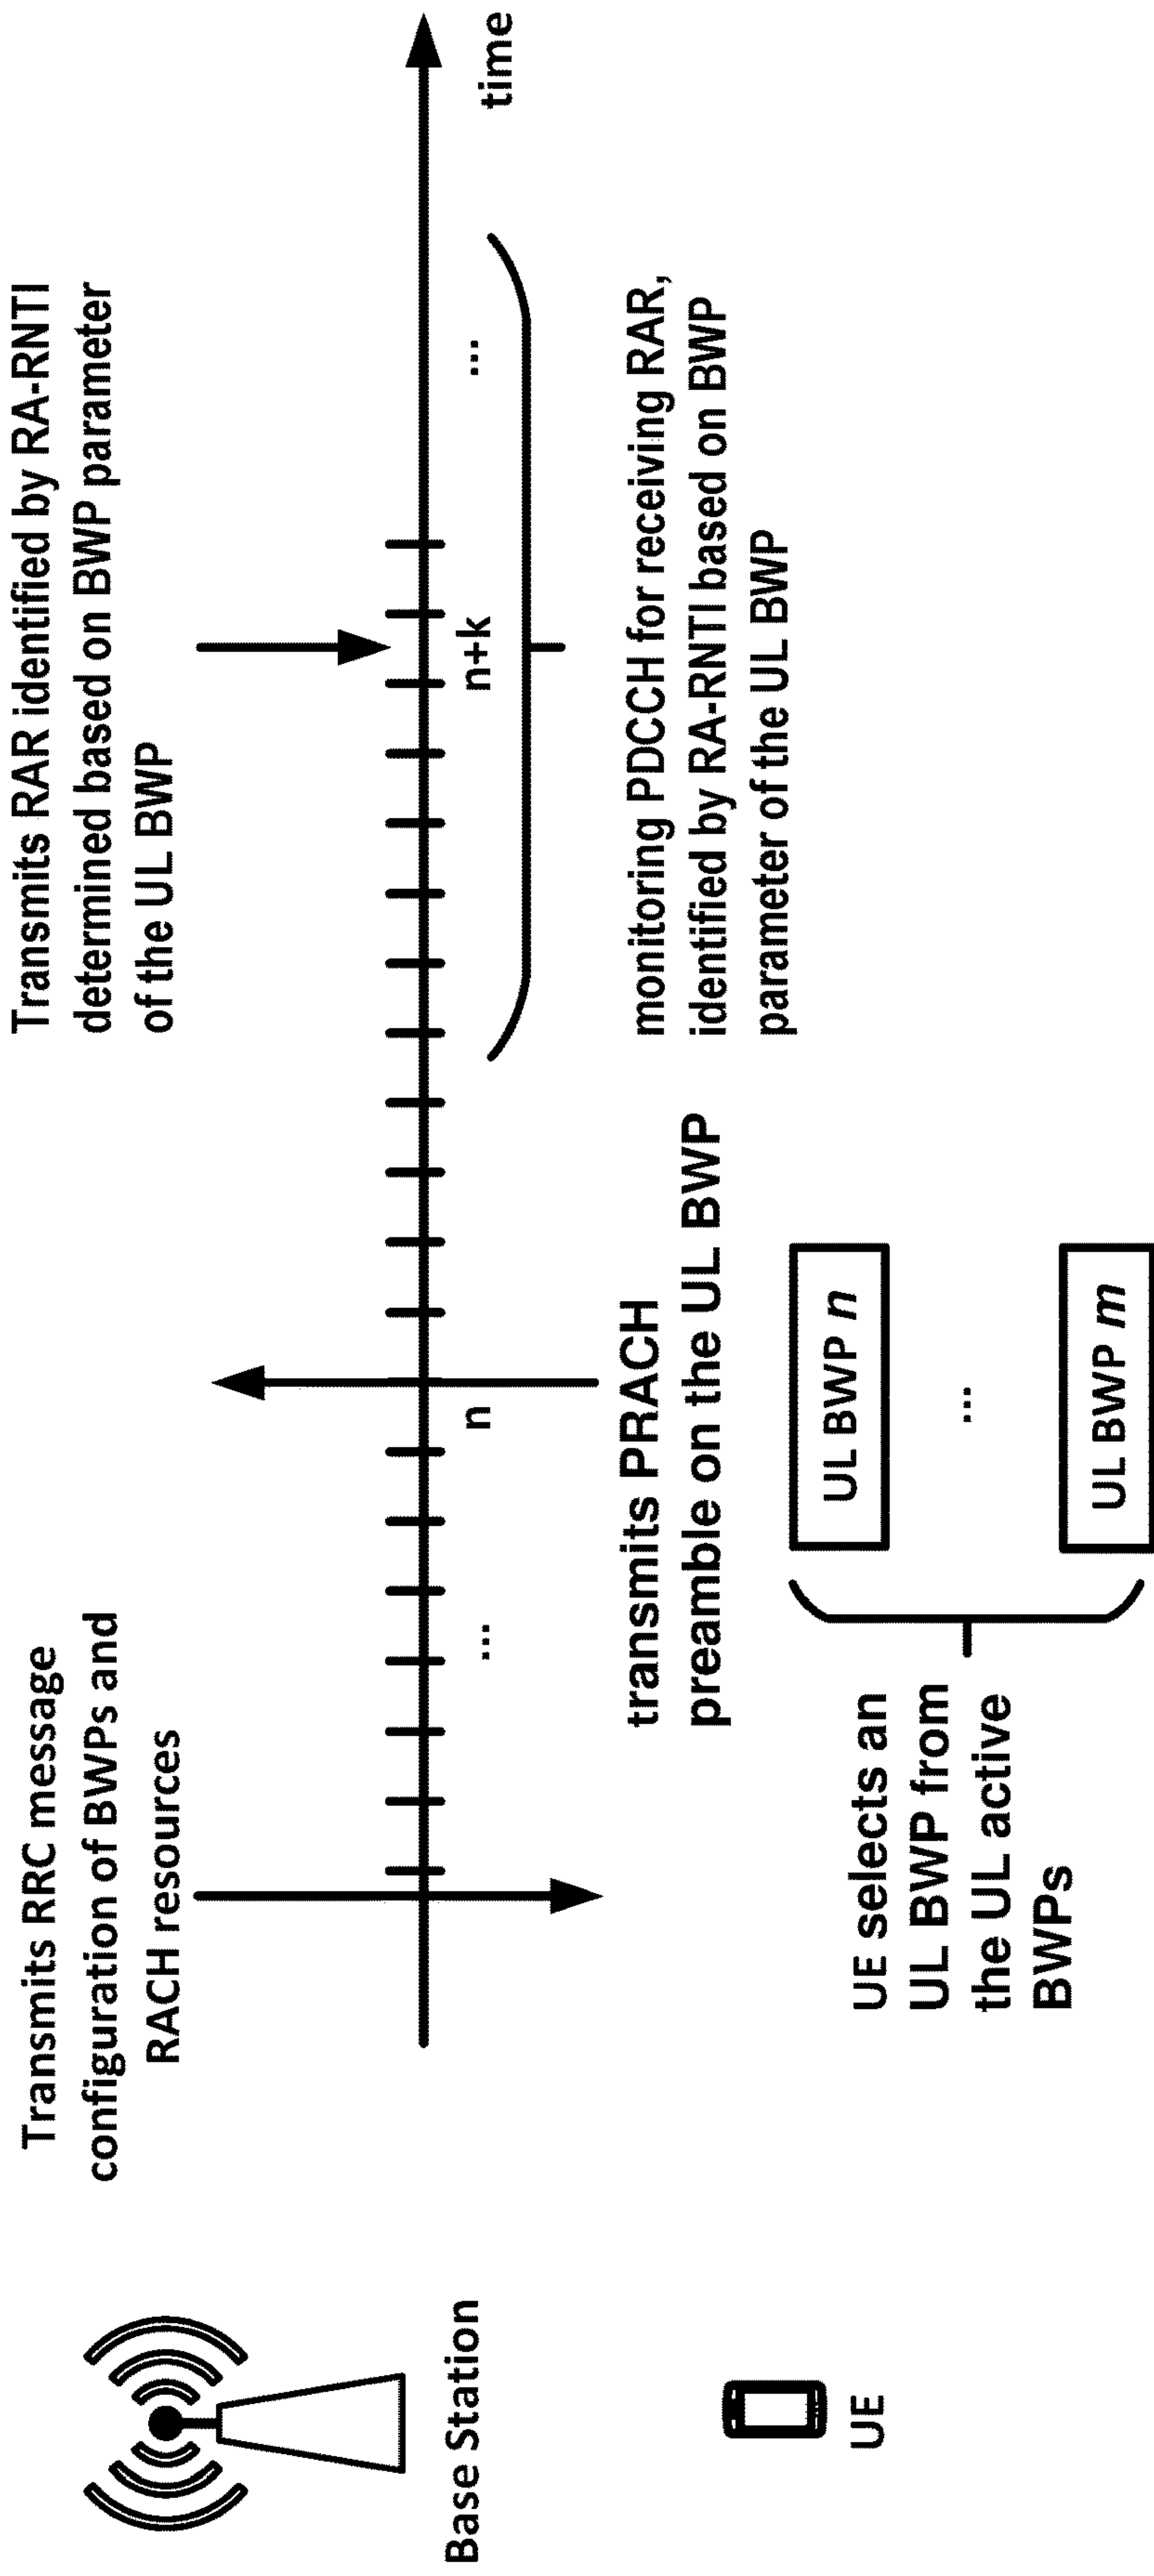 Transmits RRC message
configuration of BWPs and
RACH resources
Transmits RAR identified by RA-RNTI
determined based on BWP parameter
of the UL BWP
Base Station
...
n
n+k
...
time
transmits PRACH
preamble on the UL BWP
monitoring PDCCH for receiving RAR,
identified by RA-RNTI based on BWP
parameter of the UL BWP
UE
UE selects an
UL BWP from
the UL active
BWPs
UL BWP n
...
UL BWP m